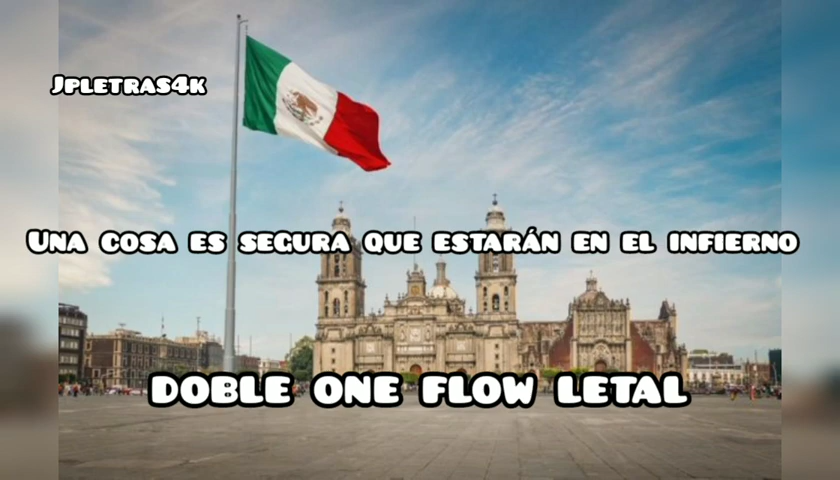 Jpletras4k
Una cosa es segura que estarán en el infierno
DOBLE ONE FLOW LETAL